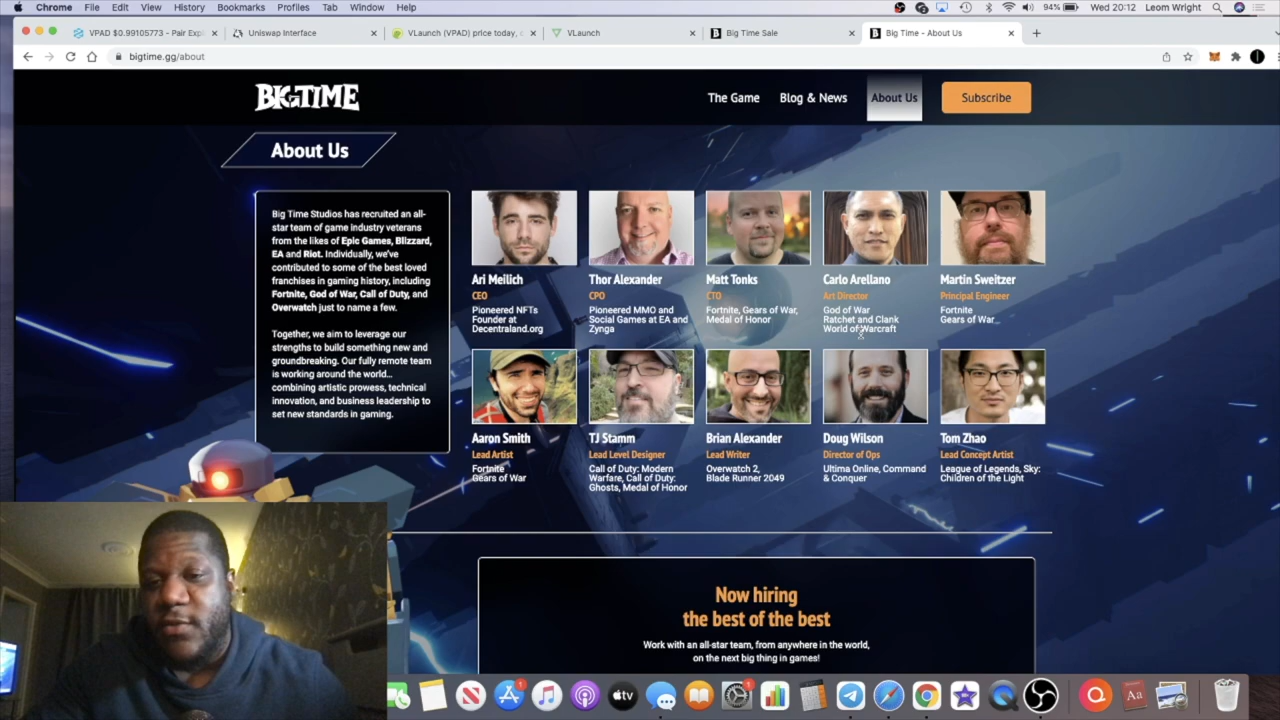 Chrome File Edit View History Bookmarks Profiles Tab Window Help
94% Wed 20:12 Leom Wright
VPAD $0.99105773 - Pair Exp
Uniswap Interface
VLaunch (VPAD) price today,
VLaunch
Big Time Sale
Big Time - About Us
bigtime.gg/about
BIGTIME
The Game
Blog & News
About Us
Subscribe
About Us
Big Time Studios has recruited an all-
star team of game industry veterans
from the likes of Epic Games, Blizzard,
EA and Riot. Individually, we've
contributed to some of the best loved
franchises in gaming history, including
Fortnite, God of War, Call of Duty, and
Overwatch just to name a few.
Together, we aim to leverage our
strengths to build something new and
groundbreaking. Our fully remote team
is working around the world...
combining artistic prowess, technical
innovation, and business leadership to
set new standards in gaming.
Ari Meilich
CEO
Pioneered NFTs
Founder at
Decentraland.org
Thor Alexander
CPO
Pioneered MMO and
Social Games at EA and
Zynga
Matt Tonks
CTO
Fortnite, Gears of War,
Medal of Honor
Carlo Arellano
Art Director
God of War
Ratchet and Clank
World of Warcraft
Martin Sweitzer
Principal Engineer
Fortnite
Gears of War
Aaron Smith
Lead Artist
Fortnite
Gears of War
TJ Stamm
Lead Level Designer
Call of Duty: Modern
Warfare, Call of Duty:
Ghosts, Medal of Honor
Brian Alexander
Lead Writer
Overwatch 2,
Blade Runner 2049
Doug Wilson
Director of Ops
Ultima Online, Command
& Conquer
Tom Zhao
Lead Concept Artist
League of Legends, Sky:
Children of the Light
Now hiring
the best of the best
Work with an all-star team, from anywhere in the world,
on the next big thing in games!
tv
Aa